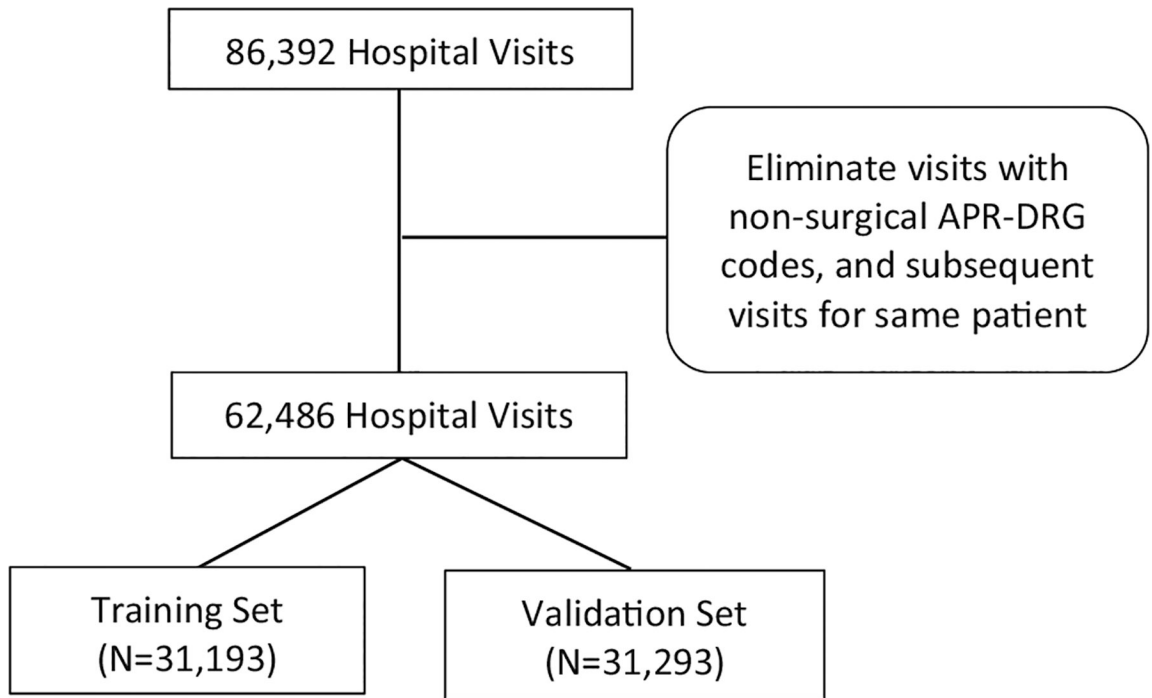 86,392 Hospital Visits
Eliminate visits with
non-surgical APR-DRG
codes, and subsequent
visits for same patient
62,486 Hospital Visits
Training Set
(N=31,193)
Validation Set
(N=31,293)